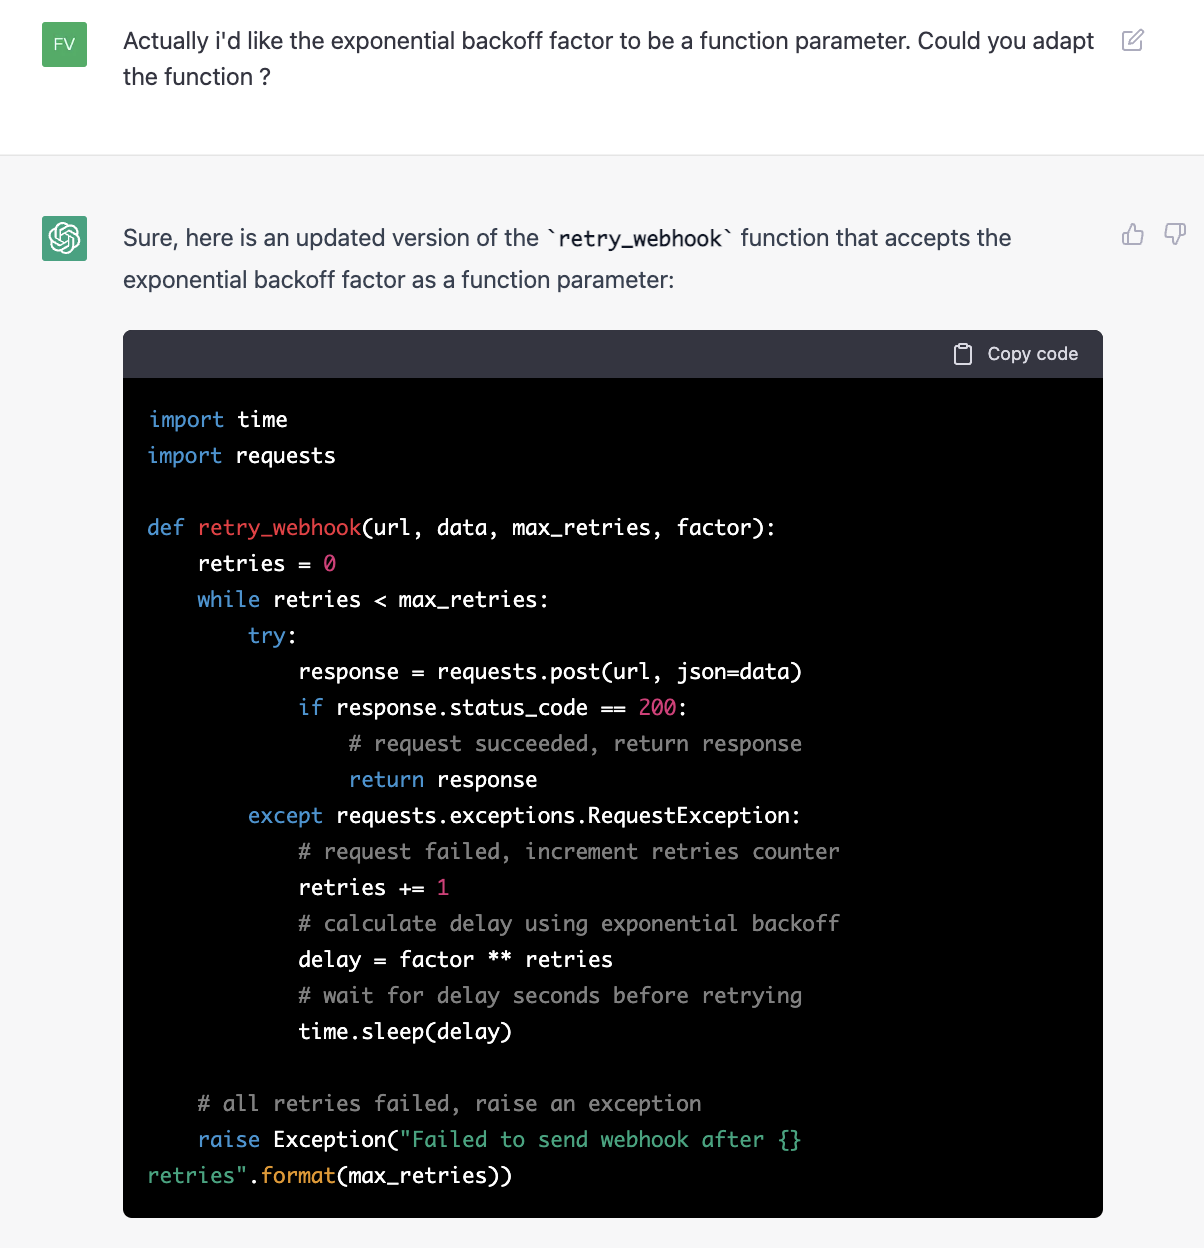 FV
Actually i'd like the exponential backoff factor to be a function parameter. Could you adapt
the function ?
Sure, here is an updated version of the `retry_webhook` function that accepts the
exponential backoff factor as a function parameter:
Copy code
import time
import requests
def retry_webhook(url, data, max_retries, factor):
    retries = 0
    while retries < max_retries:
        try:
            response = requests.post(url, json=data)
            if response.status_code == 200:
                # request succeeded, return response
                return response
        except requests.exceptions.RequestException:
            # request failed, increment retries counter
            retries += 1
            # calculate delay using exponential backoff
            delay = factor ** retries
            # wait for delay seconds before retrying
            time.sleep(delay)
    # all retries failed, raise an exception
    raise Exception("Failed to send webhook after {}
retries".format(max_retries))